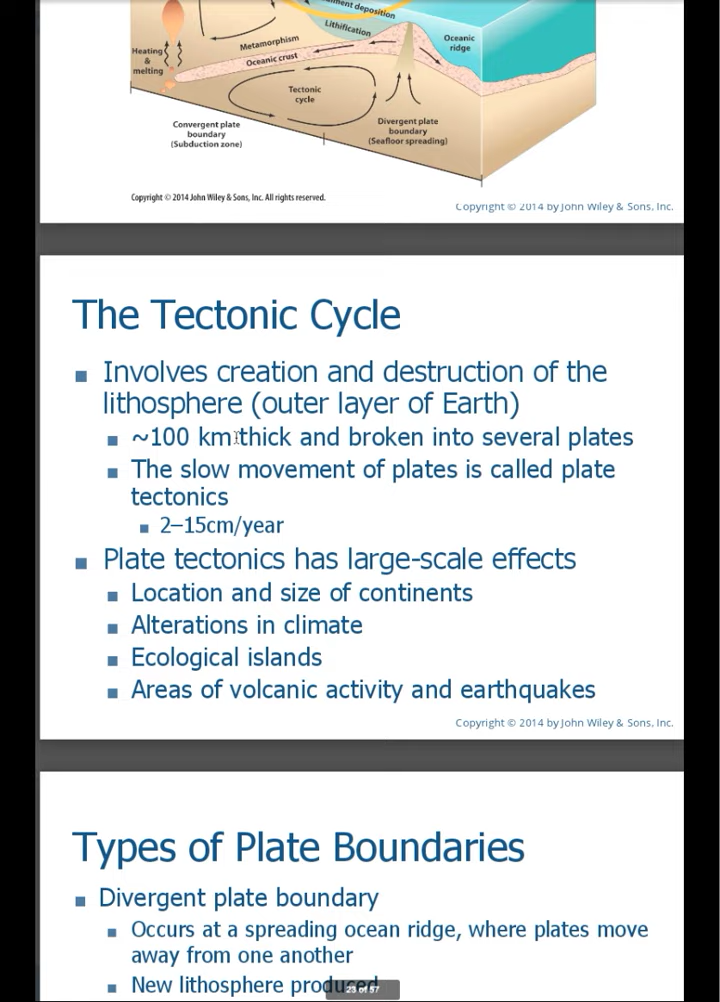 ment deposition
Lithification
Oceanic
ridge
Heating
&
melting
Metamorphism
Oceanic crust
Tectonic
cycle
Convergent plate
boundary
(Subduction zone)
Divergent plate
boundary
(Seafloor spreading)
Copyright © 2014 John Wiley & Sons, Inc. All rights reserved.
Copyright © 2014 by John Wiley & Sons, Inc.
The Tectonic Cycle
Involves creation and destruction of the
lithosphere (outer layer of Earth)
~100 km thick and broken into several plates
The slow movement of plates is called plate
tectonics
2–15cm/year
Plate tectonics has large-scale effects
Location and size of continents
Alterations in climate
Ecological islands
Areas of volcanic activity and earthquakes
Copyright © 2014 by John Wiley & Sons, Inc.
Types of Plate Boundaries
Divergent plate boundary
Occurs at a spreading ocean ridge, where plates move
away from one another
New lithosphere produced
23 of 57